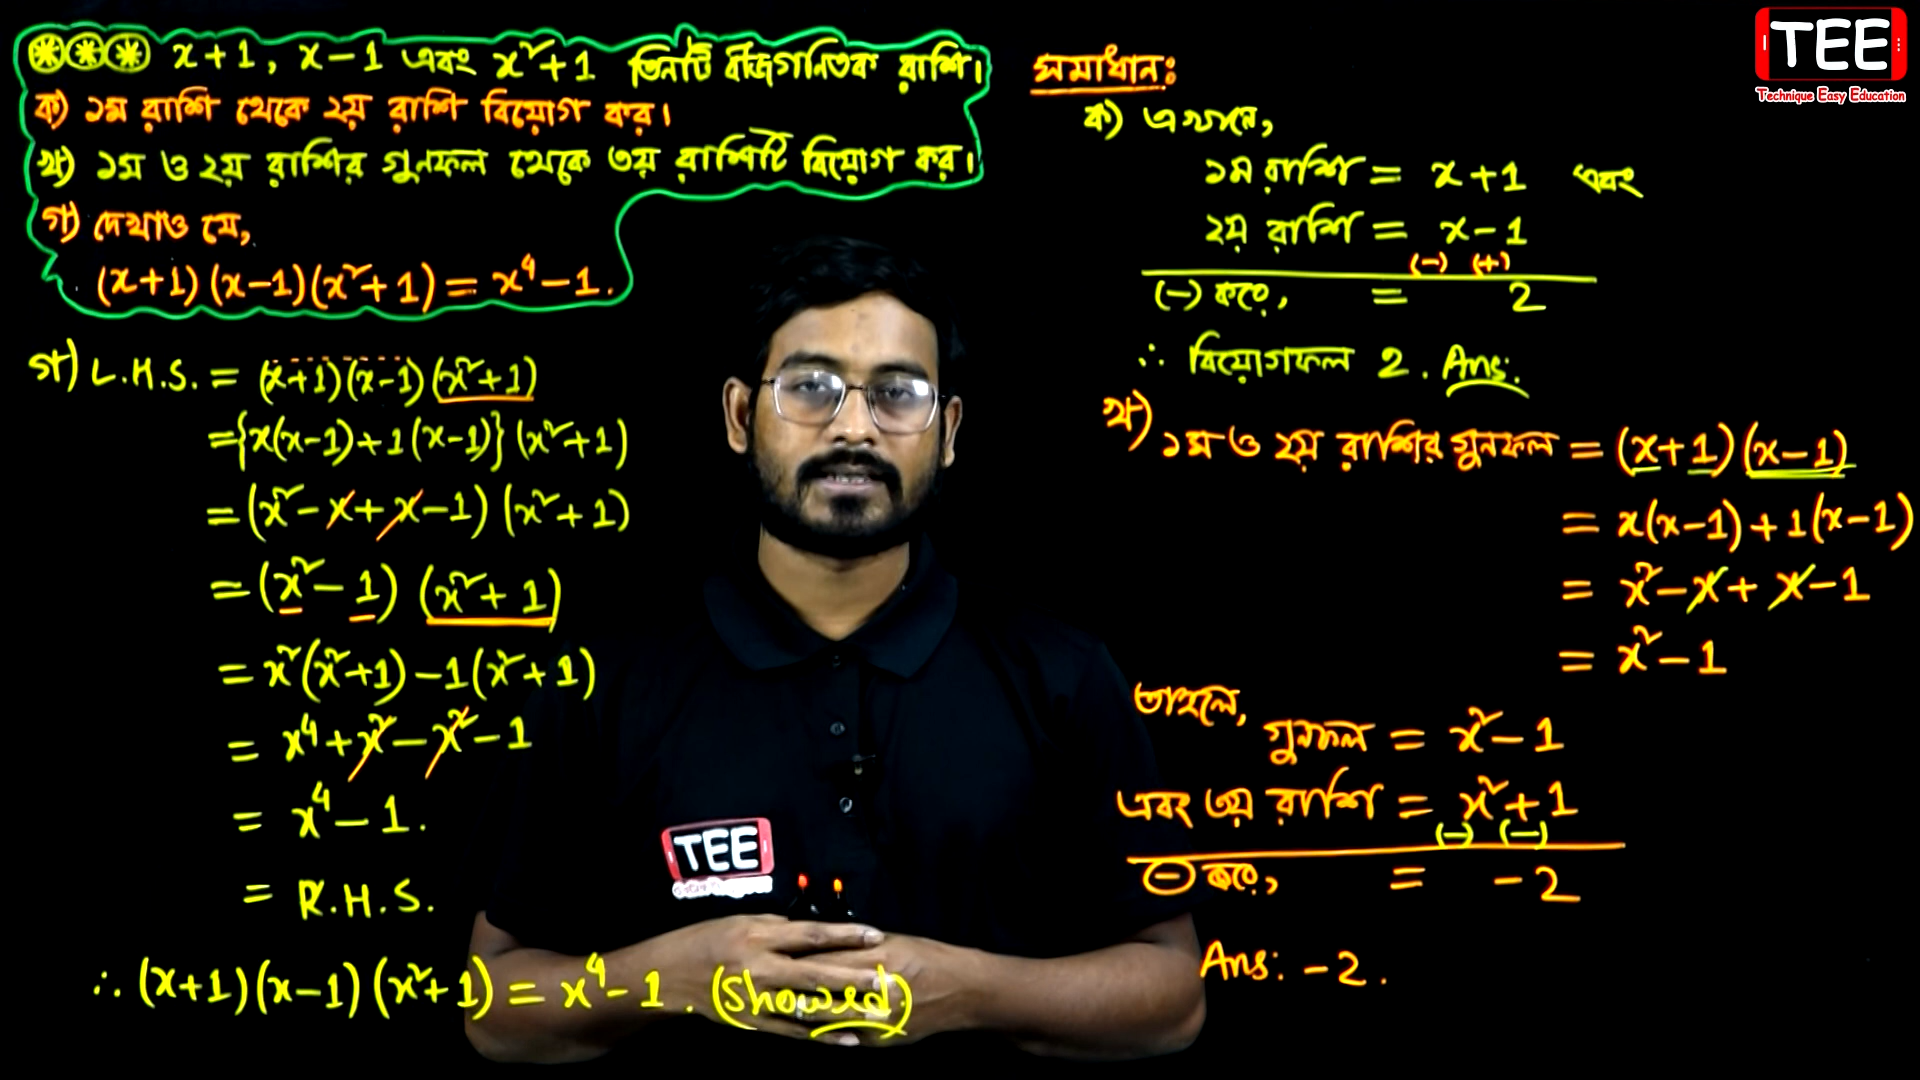 x+1, x-1 এবং x²+1 তিনটি বীজগানিতিক রাশি।
ক) ১ম রাশি থেকে ২য় রাশি বিয়োগ কর।
খ) ১ম ও ২য় রাশির গুনফল থেকে ৩য় রাশিটি বিয়োগ কর।
গ) দেখাও যে,
(x+1)(x-1)(x²+1)=x⁴-1.
গ) L.H.S. = (x+1)(x-1)(x²+1)
={x(x-1)+1(x-1)}(x²+1)
=(x²-x+x-1)(x²+1)
=(x²-1)(x²+1)
=x²(x²+1)-1(x²+1)
= x⁴+x²-x²-1
= x⁴-1.
= R.H.S.
∴ (x+1)(x-1)(x²+1) = x⁴-1. (Showed)
সমাধান:
ক) এখানে,
১ম রাশি = x+1 এবং
২য় রাশি = x-1
(-) (+)
(-) করে, = 2
∴ বিয়োগফল 2. Ans:
খ)
১ম ও ২য় রাশির গুনফল = (x+1)(x-1)
= x(x-1)+1(x-1)
= x²-x+x-1
= x²-1
তাহলে,
গুনফল = x²-1
এবং ৩য় রাশি = x²+1
(-) (-)
⊖ করে, = -2
Ans: -2.
TEE
Technique Easy Education
TEE